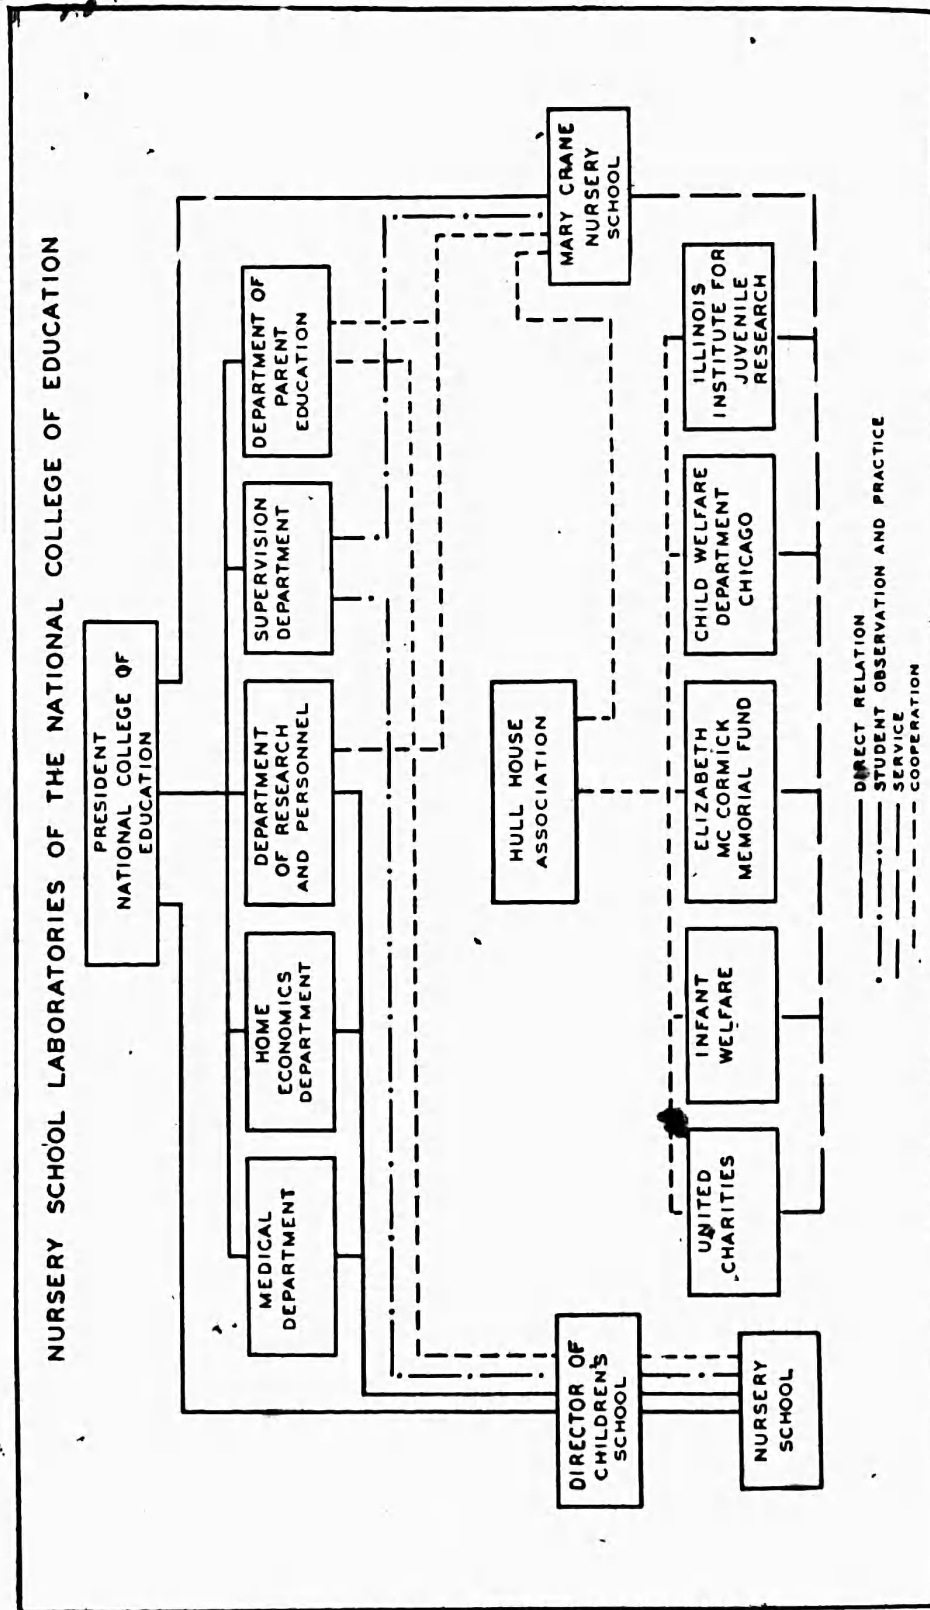 NURSERY SCHOOL LABORATORIES OF THE NATIONAL COLLEGE OF EDUCATION
PRESIDENT
NATIONAL COLLEGE OF
EDUCATION
MEDICAL
DEPARTMENT
HOME
ECONOMICS
DEPARTMENT
DEPARTMENT
OF RESEARCH
AND PERSONNEL
SUPERVISION
DEPARTMENT
DEPARTMENT OF
PARENT
EDUCATION
HULL HOUSE
ASSOCIATION
MARY CRANE
NURSERY
SCHOOL
DIRECTOR OF
CHILDREN'S
SCHOOL
NURSERY
SCHOOL
UNITED
CHARITIES
INFANT
WELFARE
ELIZABETH
MC CORMICK
MEMORIAL FUND
CHILD WELFARE
DEPARTMENT
CHICAGO
ILLINOIS
INSTITUTE FOR
JUVENILE
RESEARCH
DIRECT RELATION
STUDENT OBSERVATION AND PRACTICE
SERVICE
COOPERATION